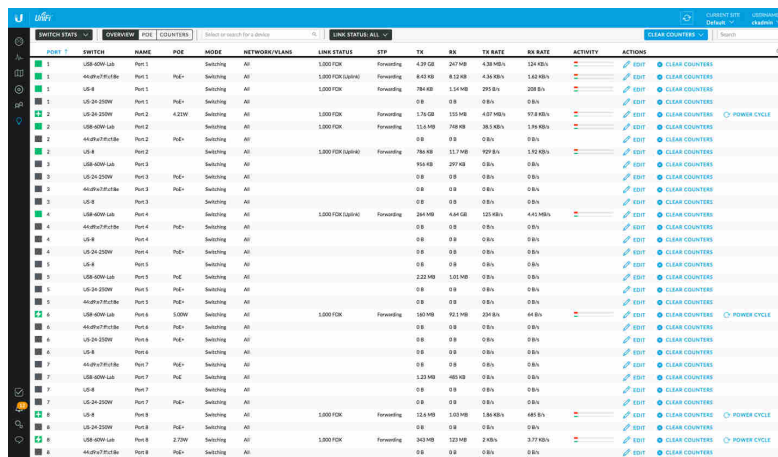 U UniFi CURRENT SITE USERNAME
Default ckadmin
SWITCH STATS OVERVIEW POE COUNTERS Select or search for a device LINK STATUS: ALL CLEAR COUNTERS Search
PORT SWITCH NAME POE MODE NETWORK/VLANS LINK STATUS STP TX RX TX RATE RX RATE ACTIVITY ACTIONS
1 US8-60W-Lab Port 1 Switching All 1,000 FDX Forwarding 4.39 GB 247 MB 4.38 MB/s 124 KB/s EDIT CLEAR COUNTERS
1 44:d9:e7:ff:cf:8e Port 1 PoE+ Switching All 1,000 FDX (Uplink) Forwarding 8.43 KB 8.12 KB 4.36 KB/s 1.62 KB/s EDIT CLEAR COUNTERS
1 US-8 Port 1 Switching All 1,000 FDX (Uplink) Forwarding 784 KB 1.14 MB 295 B/s 208 B/s EDIT CLEAR COUNTERS
1 US-24-250W Port 1 PoE+ Switching All 0 B 0 B 0 B/s 0 B/s EDIT CLEAR COUNTERS
2 US-24-250W Port 2 4.21W Switching All 1,000 FDX Forwarding 1.76 GB 155 MB 4.07 MB/s 97.8 KB/s EDIT CLEAR COUNTERS POWER CYCLE
2 US8-60W-Lab Port 2 Switching All 1,000 FDX Forwarding 11.6 MB 748 KB 38.5 KB/s 1.96 KB/s EDIT CLEAR COUNTERS
2 44:d9:e7:ff:cf:8e Port 2 PoE+ Switching All 0 B 0 B 0 B/s 0 B/s EDIT CLEAR COUNTERS
2 US-8 Port 2 Switching All 1,000 FDX (Uplink) Forwarding 786 KB 11.7 MB 929 B/s 1.92 KB/s EDIT CLEAR COUNTERS
3 US8-60W-Lab Port 3 Switching All 956 KB 297 KB 0 B/s 0 B/s EDIT CLEAR COUNTERS
3 US-24-250W Port 3 PoE+ Switching All 0 B 0 B 0 B/s 0 B/s EDIT CLEAR COUNTERS
3 44:d9:e7:ff:cf:8e Port 3 PoE+ Switching All 0 B 0 B 0 B/s 0 B/s EDIT CLEAR COUNTERS
3 US-8 Port 3 Switching All 0 B 0 B 0 B/s 0 B/s EDIT CLEAR COUNTERS
4 US8-60W-Lab Port 4 Switching All 1,000 FDX (Uplink) Forwarding 264 MB 4.64 GB 125 KB/s 4.41 MB/s EDIT CLEAR COUNTERS
4 44:d9:e7:ff:cf:8e Port 4 PoE+ Switching All 0 B 0 B 0 B/s 0 B/s EDIT CLEAR COUNTERS
4 US-8 Port 4 Switching All 0 B 0 B 0 B/s 0 B/s EDIT CLEAR COUNTERS
4 US-24-250W Port 4 PoE+ Switching All 0 B 0 B 0 B/s 0 B/s EDIT CLEAR COUNTERS
5 US-8 Port 5 Switching All 0 B 0 B 0 B/s 0 B/s EDIT CLEAR COUNTERS
5 US8-60W-Lab Port 5 PoE Switching All 2.22 MB 1.01 MB 0 B/s 0 B/s EDIT CLEAR COUNTERS
5 US-24-250W Port 5 PoE+ Switching All 0 B 0 B 0 B/s 0 B/s EDIT CLEAR COUNTERS
5 44:d9:e7:ff:cf:8e Port 5 PoE+ Switching All 0 B 0 B 0 B/s 0 B/s EDIT CLEAR COUNTERS
6 US8-60W-Lab Port 6 5.00W Switching All 1,000 FDX Forwarding 160 MB 92.1 MB 234 B/s 64 B/s EDIT CLEAR COUNTERS POWER CYCLE
6 44:d9:e7:ff:cf:8e Port 6 PoE+ Switching All 0 B 0 B 0 B/s 0 B/s EDIT CLEAR COUNTERS
6 US-24-250W Port 6 PoE+ Switching All 0 B 0 B 0 B/s 0 B/s EDIT CLEAR COUNTERS
6 US-8 Port 6 Switching All 0 B 0 B 0 B/s 0 B/s EDIT CLEAR COUNTERS
7 44:d9:e7:ff:cf:8e Port 7 PoE+ Switching All 0 B 0 B 0 B/s 0 B/s EDIT CLEAR COUNTERS
7 US8-60W-Lab Port 7 PoE Switching All 1.23 MB 485 KB 0 B/s 0 B/s EDIT CLEAR COUNTERS
7 US-8 Port 7 Switching All 0 B 0 B 0 B/s 0 B/s EDIT CLEAR COUNTERS
7 US-24-250W Port 7 PoE+ Switching All 0 B 0 B 0 B/s 0 B/s EDIT CLEAR COUNTERS
8 US-8 Port 8 Switching All 1,000 FDX Forwarding 12.6 MB 1.03 MB 1.86 KB/s 685 B/s EDIT CLEAR COUNTERS POWER CYCLE
8 US-24-250W Port 8 PoE+ Switching All 0 B 0 B 0 B/s 0 B/s EDIT CLEAR COUNTERS
8 US8-60W-Lab Port 8 2.73W Switching All 1,000 FDX Forwarding 343 MB 123 MB 2 KB/s 3.77 KB/s EDIT CLEAR COUNTERS POWER CYCLE
8 44:d9:e7:ff:cf:8e Port 8 PoE+ Switching All 0 B 0 B 0 B/s 0 B/s EDIT CLEAR COUNTERS